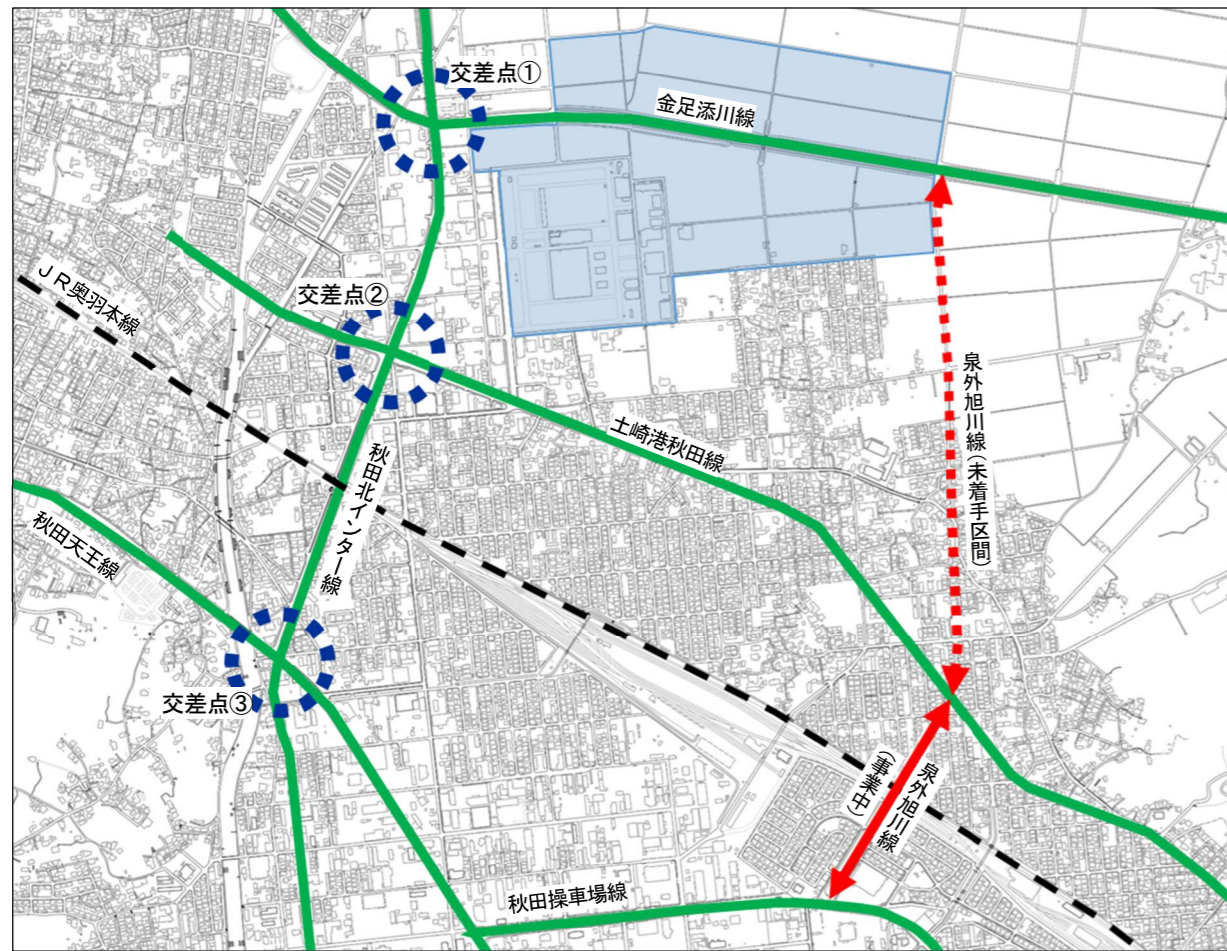 交差点①
金足添川線
交差点②
JR奥羽本線
泉外旭川線(未着手区間)
土崎港秋田線
秋田北インター線
秋田天王線
交差点③
泉外旭川線
(事業中)
秋田操車場線